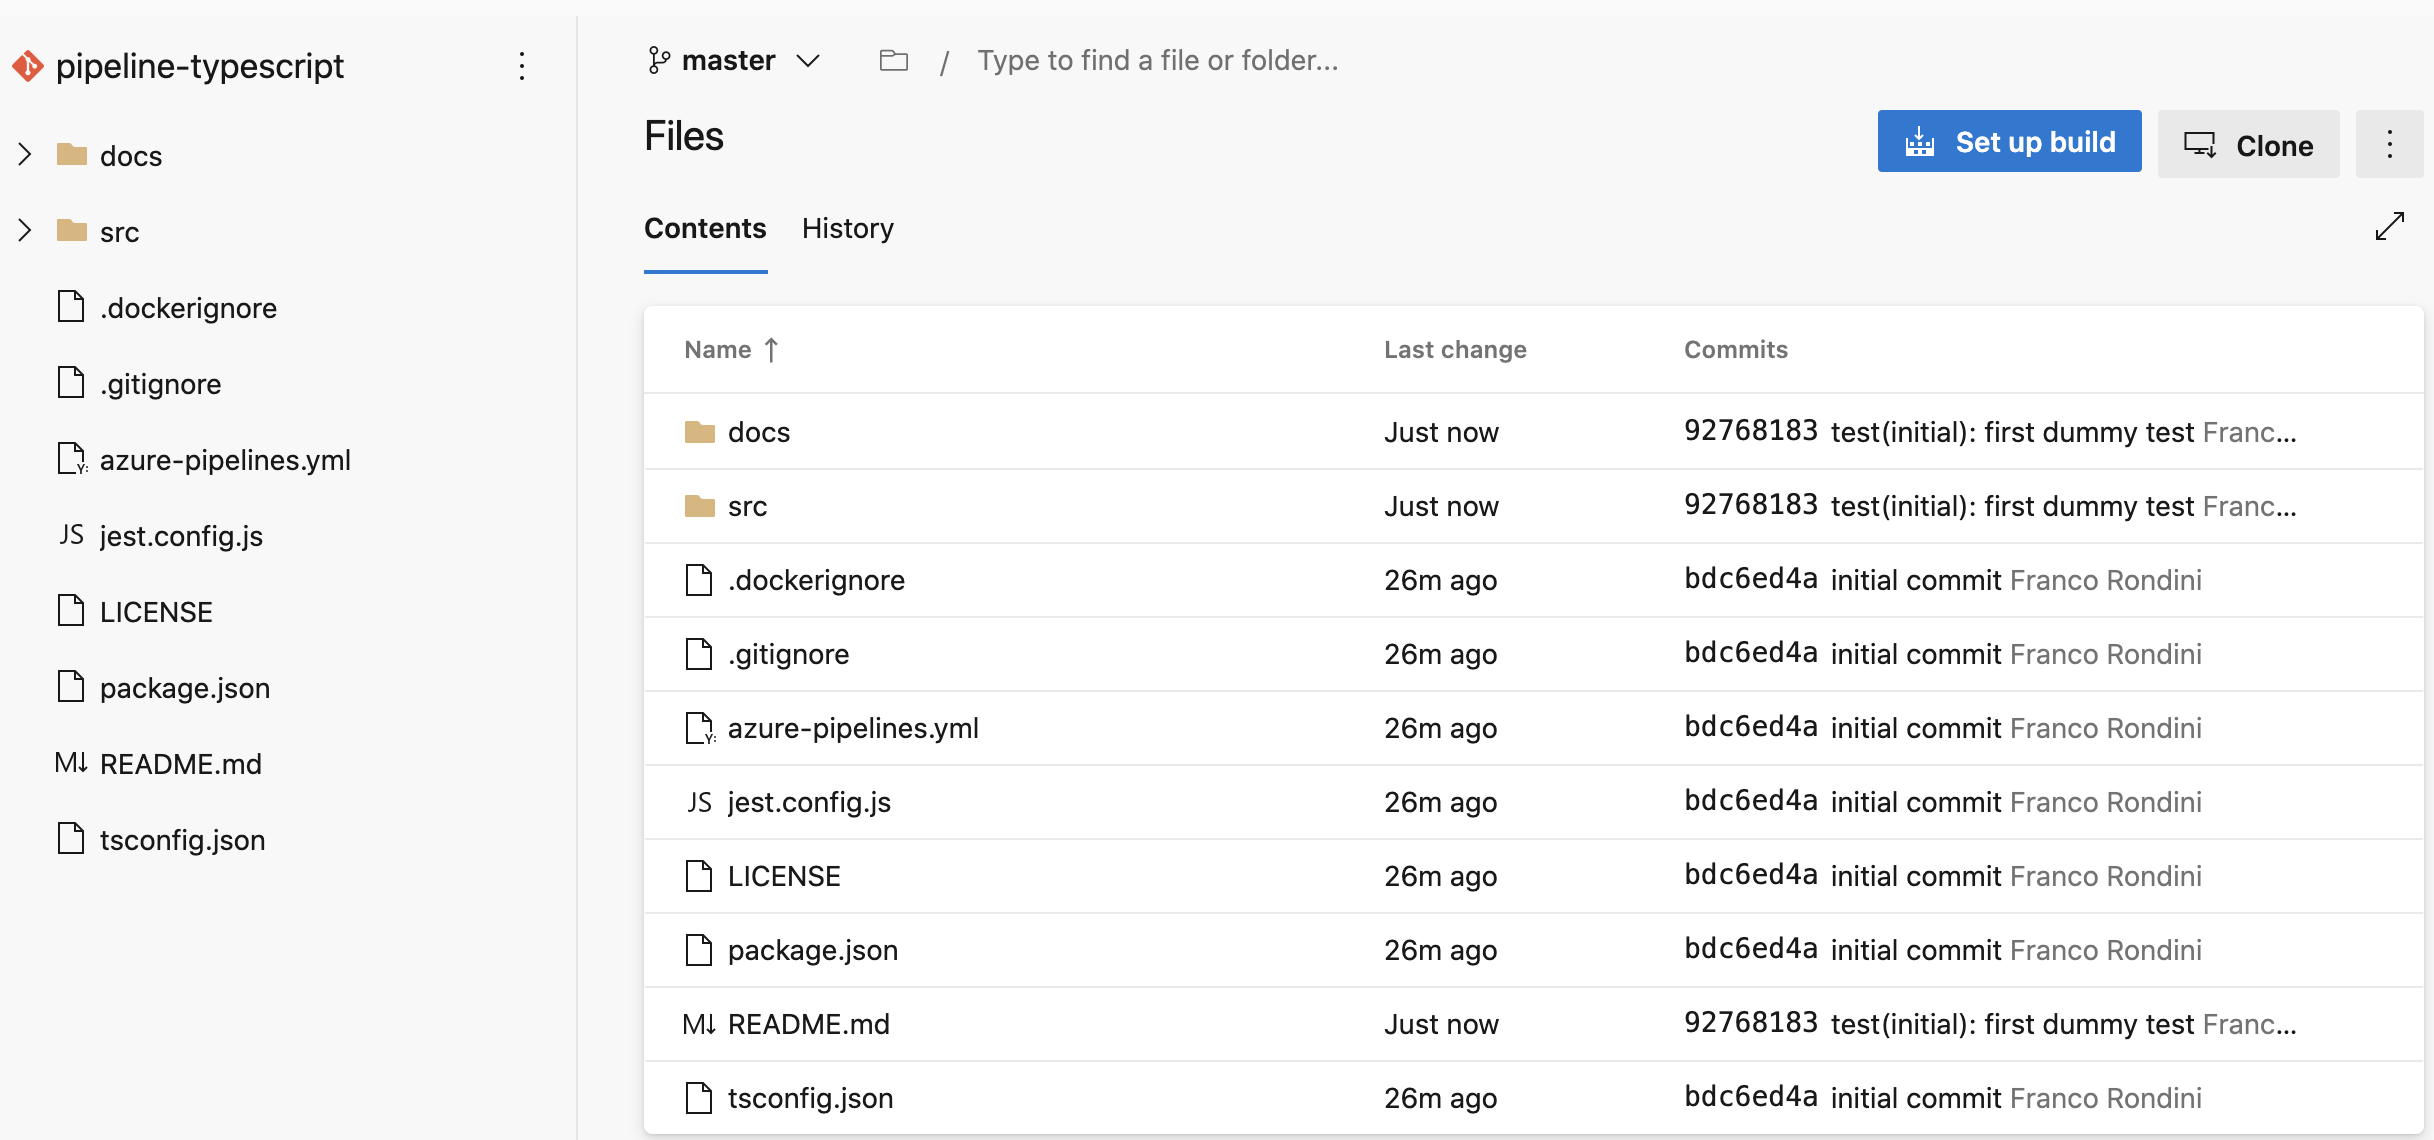 pipeline-typescript
docs
src
.dockerignore
.gitignore
azure-pipelines.yml
JS jest.config.js
LICENSE
package.json
M↓ README.md
tsconfig.json
master / Type to find a file or folder...
Files
Set up build Clone
Contents History
Name ↑ Last change Commits
docs Just now 92768183 test(initial): first dummy test Franc...
src Just now 92768183 test(initial): first dummy test Franc...
.dockerignore 26m ago bdc6ed4a initial commit Franco Rondini
.gitignore 26m ago bdc6ed4a initial commit Franco Rondini
azure-pipelines.yml 26m ago bdc6ed4a initial commit Franco Rondini
JS jest.config.js 26m ago bdc6ed4a initial commit Franco Rondini
LICENSE 26m ago bdc6ed4a initial commit Franco Rondini
package.json 26m ago bdc6ed4a initial commit Franco Rondini
M↓ README.md Just now 92768183 test(initial): first dummy test Franc...
tsconfig.json 26m ago bdc6ed4a initial commit Franco Rondini